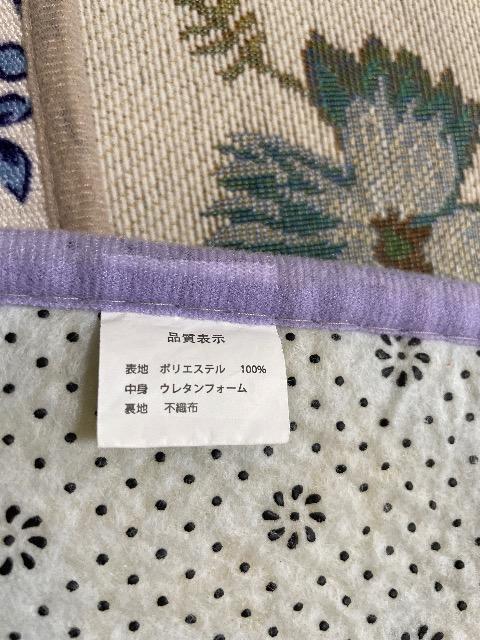 品質表示
表地 ポリエステル 100%
中身 ウレタンフォーム
裏地 不織布